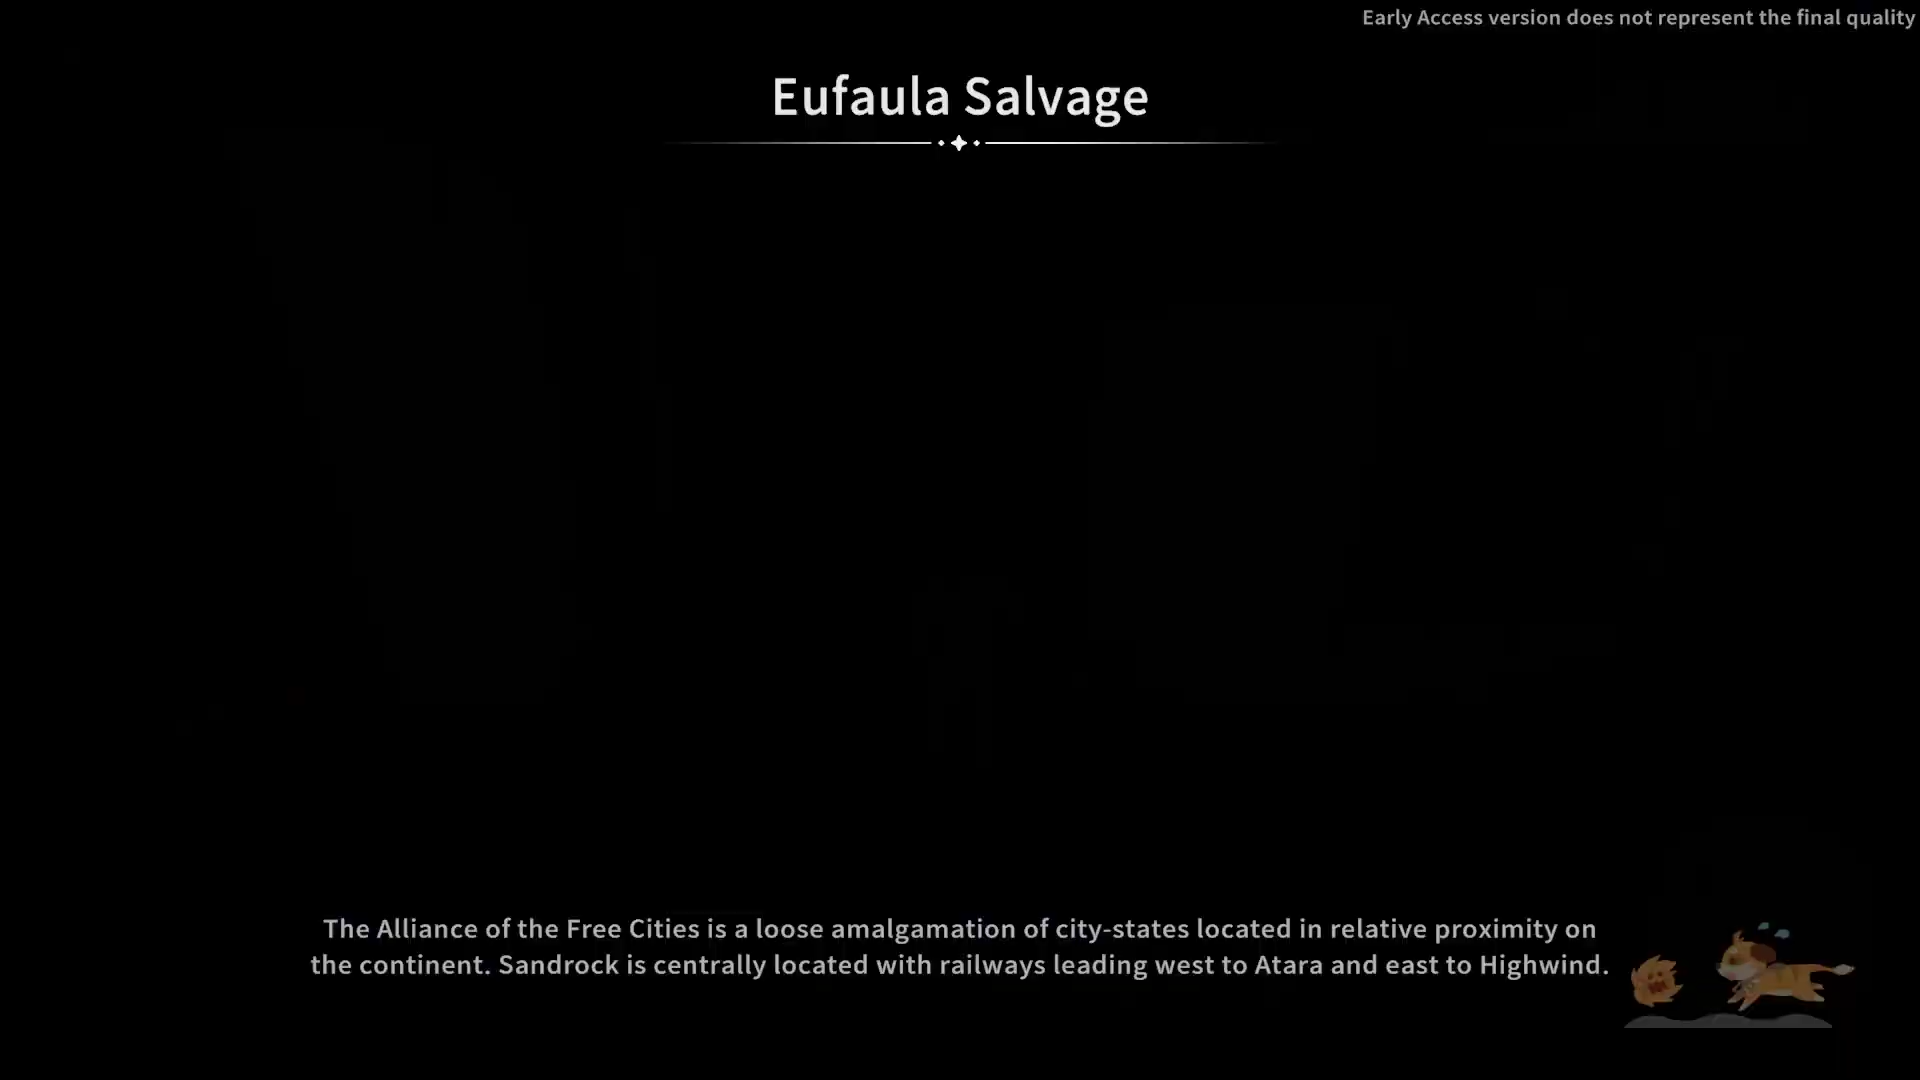 Early Access version does not represent the final quality
Eufaula Salvage
The Alliance of the Free Cities is a loose amalgamation of city-states located in relative proximity on
the continent. Sandrock is centrally located with railways leading west to Atara and east to Highwind.